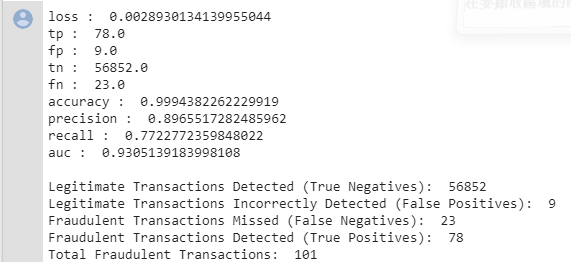 loss :  0.0028930134139955044
tp :  78.0
fp :  9.0
tn :  56852.0
fn :  23.0
accuracy :  0.9994382262229919
precision :  0.8965517282485962
recall :  0.7722772359848022
auc :  0.9305139183998108

Legitimate Transactions Detected (True Negatives):  56852
Legitimate Transactions Incorrectly Detected (False Positives):  9
Fraudulent Transactions Missed (False Negatives):  23
Fraudulent Transactions Detected (True Positives):  78
Total Fraudulent Transactions:  101